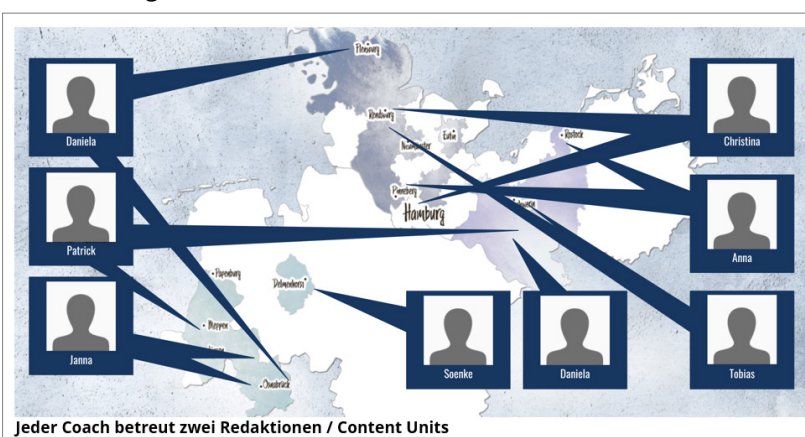 Flensburg
Daniela
Rendsburg
Christina
Eutin
Rostock
Neumünster
Pinneberg
Hamburg
Schwerin
Patrick
Anna
Papenburg
Delmenhorst
Meppen
Janna
Osnabrück
Soenke
Daniela
Tobias
Jeder Coach betreut zwei Redaktionen / Content Units